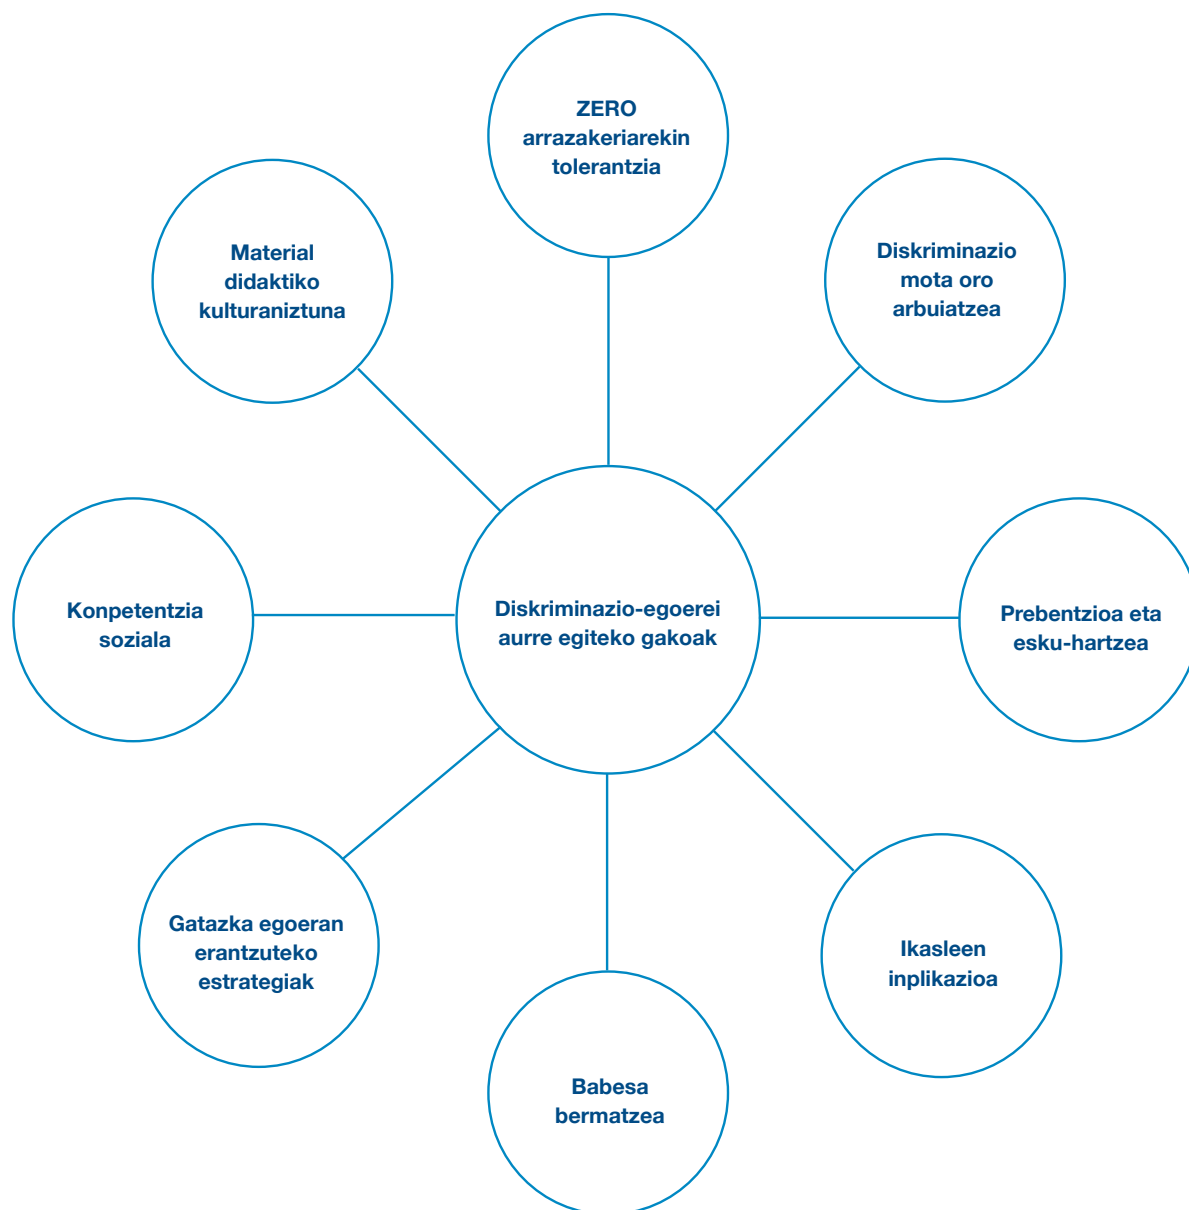 ZERO
arrazakeriarekin
tolerantzia
Diskriminazio
mota oro
arbuiatzea
Material
didaktiko
kulturaniztuna
Diskriminazio-egoerei
aurre egiteko gakoak
Konpetentzia
soziala
Prebentzioa eta
esku-hartzea
Gatazka egoeran
erantzuteko
estrategiak
Ikasleen
inplikazioa
Babesa
bermatzea